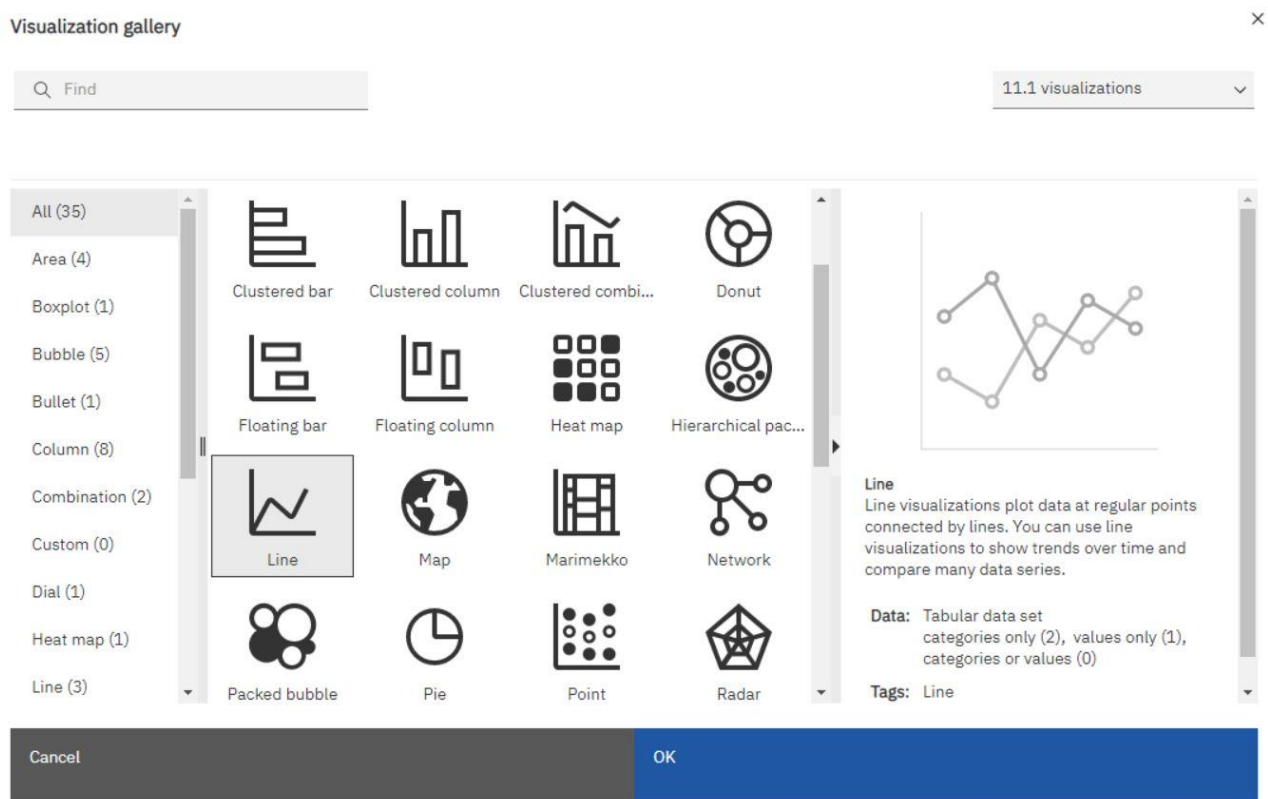 Visualization gallery
Find
11.1 visualizations
All (35)
Area (4)
Boxplot (1)
Bubble (5)
Bullet (1)
Column (8)
Combination (2)
Custom (0)
Dial (1)
Heat map (1)
Line (3)
Clustered bar
Clustered column
Clustered combi...
Donut
Floating bar
Floating column
Heat map
Hierarchical pac...
Line
Map
Marimekko
Network
Packed bubble
Pie
Point
Radar
Line
Line visualizations plot data at regular points
connected by lines. You can use line
visualizations to show trends over time and
compare many data series.
Data: Tabular data set
categories only (2), values only (1),
categories or values (0)
Tags: Line
Cancel
OK